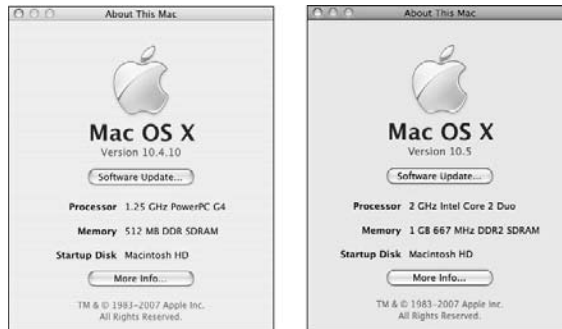 About This Mac
Mac OS X
Version 10.4.10
Software Update...
Processor 1.25 GHz PowerPC G4
Memory 512 MB DDR SDRAM
Startup Disk Macintosh HD
More Info...
TM & © 1983–2007 Apple Inc.
All Rights Reserved.
About This Mac
Mac OS X
Version 10.5
Software Update...
Processor 2 GHz Intel Core 2 Duo
Memory 1 GB 667 MHz DDR2 SDRAM
Startup Disk Macintosh HD
More Info...
TM & © 1983–2007 Apple Inc.
All Rights Reserved.